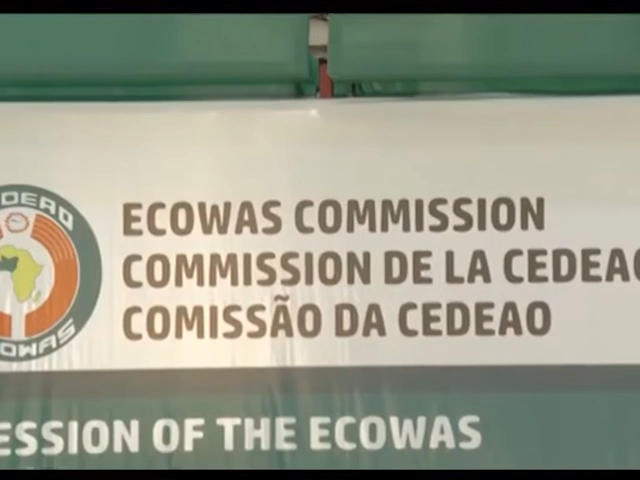 ECOWAS COMMISSION
COMMISSION DE LA CEDEAO
COMISSÃO DA CEDEAO
ESSION OF THE ECOWAS